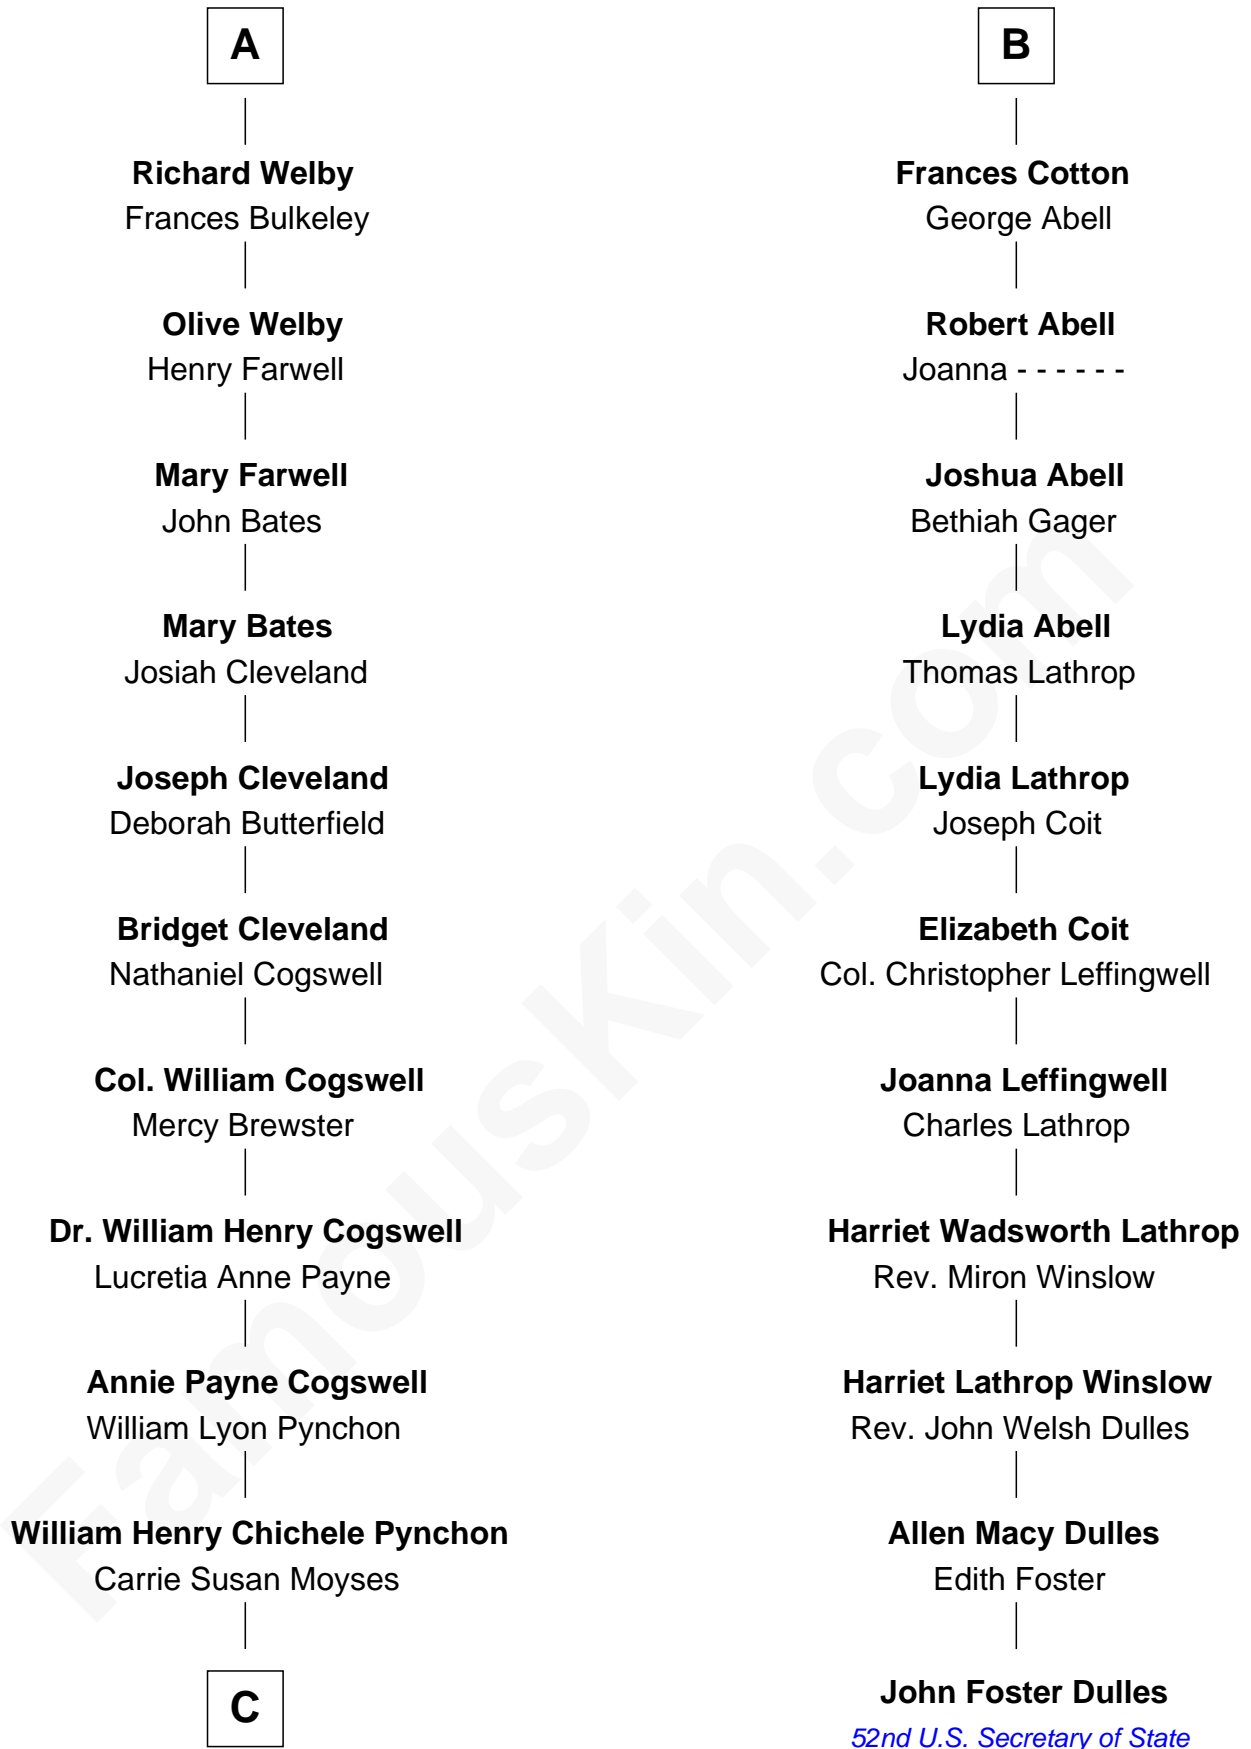 A
Richard Welby
Frances Bulkeley
Olive Welby
Henry Farwell
Mary Farwell
John Bates
Mary Bates
Josiah Cleveland
Joseph Cleveland
Deborah Butterfield
Bridget Cleveland
Nathaniel Cogswell
Col. William Cogswell
Mercy Brewster
Dr. William Henry Cogswell
Lucretia Anne Payne
Annie Payne Cogswell
William Lyon Pynchon
William Henry Chichele Pynchon
Carrie Susan Moyses
C
B
Frances Cotton
George Abell
Robert Abell
Joanna - - - - - -
Joshua Abell
Bethiah Gager
Lydia Abell
Thomas Lathrop
Lydia Lathrop
Joseph Coit
Elizabeth Coit
Col. Christopher Leffingwell
Joanna Leffingwell
Charles Lathrop
Harriet Wadsworth Lathrop
Rev. Miron Winslow
Harriet Lathrop Winslow
Rev. John Welsh Dulles
Allen Macy Dulles
Edith Foster
John Foster Dulles
52nd U.S. Secretary of State
FamousKin.com